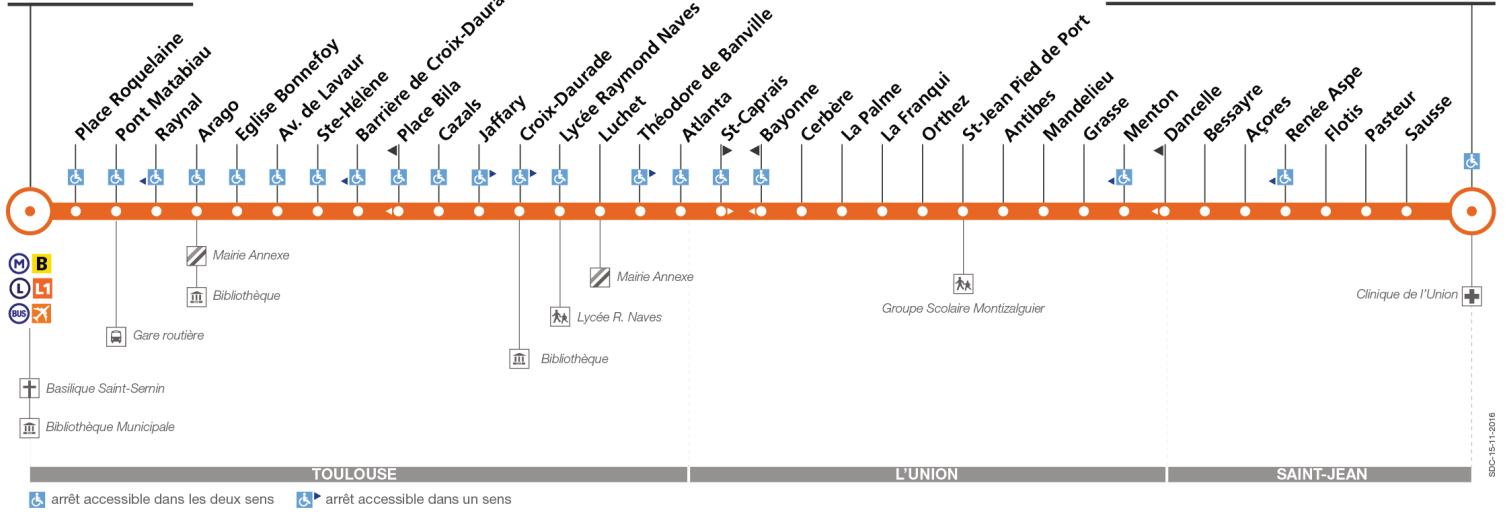 Place Roquelaine
Pont Matabiau
Raynal
Arago
Eglise Bonnefoy
Av. de Lavaur
Ste-Hélène
Barrière de
Place Bila
Cazals
Jaffary
Croix-Daurade
Lycée Raymond Naves
Luchet
Théodore de Banville
Atlanta
St-Caprais
Bayonne
Cerbère
La Palme
La Franqui
Orthez
St-Jean Pied de Port
Antibes
Mandelieu
Grasse
Menton
Dancelle
Bessayre
Açores
Renée Aspe
Flotis
Pasteur
Sausse
M B
L L1
BUS
Mairie Annexe
Bibliothèque
Gare routière
Basilique Saint-Sernin
Bibliothèque Municipale
Mairie Annexe
Lycée R. Naves
Bibliothèque
Groupe Scolaire Montizalguier
Clinique de l'Union
SDC-15-11-2016
TOULOUSE
L'UNION
SAINT-JEAN
arrêt accessible dans les deux sens
arrêt accessible dans un sens